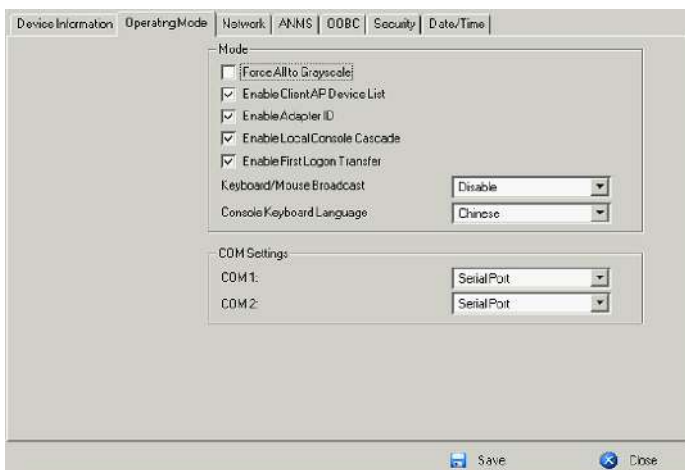 Device Information Operating Mode Network ANMS OOBC Security Date/Time
Mode
Force All to Grayscale
Enable Client AP Device List
Enable Adapter ID
Enable Local Console Cascade
Enable First Logon Transfer
Keyboard/Mouse Broadcast Disable
Console Keyboard Language Chinese
COM Settings
COM 1: Serial Port
COM 2: Serial Port
Save Close